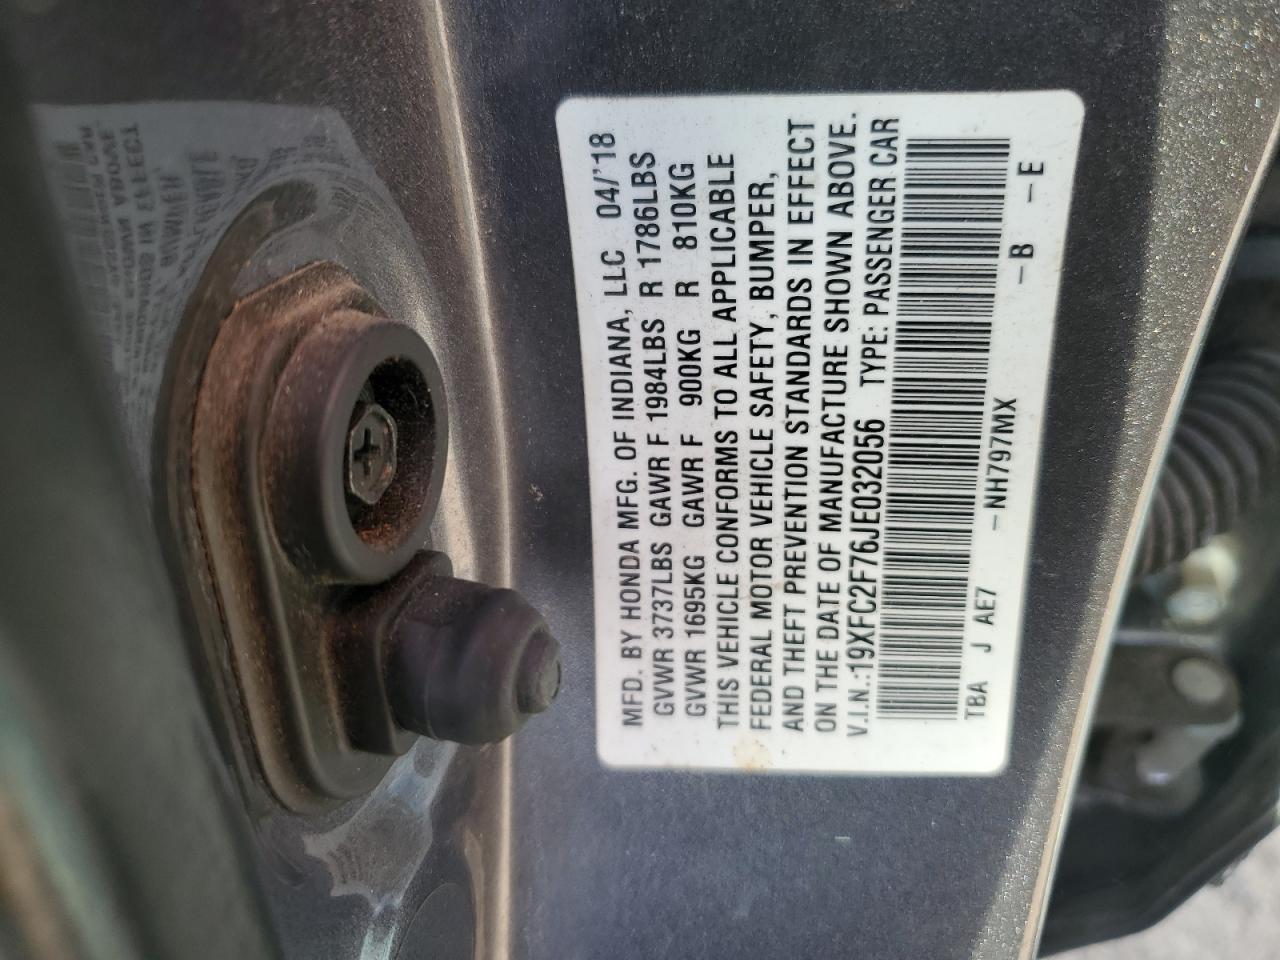 MFD. BY HONDA MFG. OF INDIANA, LLC 04/'18
GVWR 3737LBS GAWR F 1984LBS R 1786LBS
GVWR 1695KG GAWR F 900KG R 810KG
THIS VEHICLE CONFORMS TO ALL APPLICABLE
FEDERAL MOTOR VEHICLE SAFETY, BUMPER,
AND THEFT PREVENTION STANDARDS IN EFFECT
ON THE DATE OF MANUFACTURE SHOWN ABOVE.
V.I.N.:19XFC2F76JE032056 TYPE: PASSENGER CAR
TBA J AE7 -NH797MX -B -E